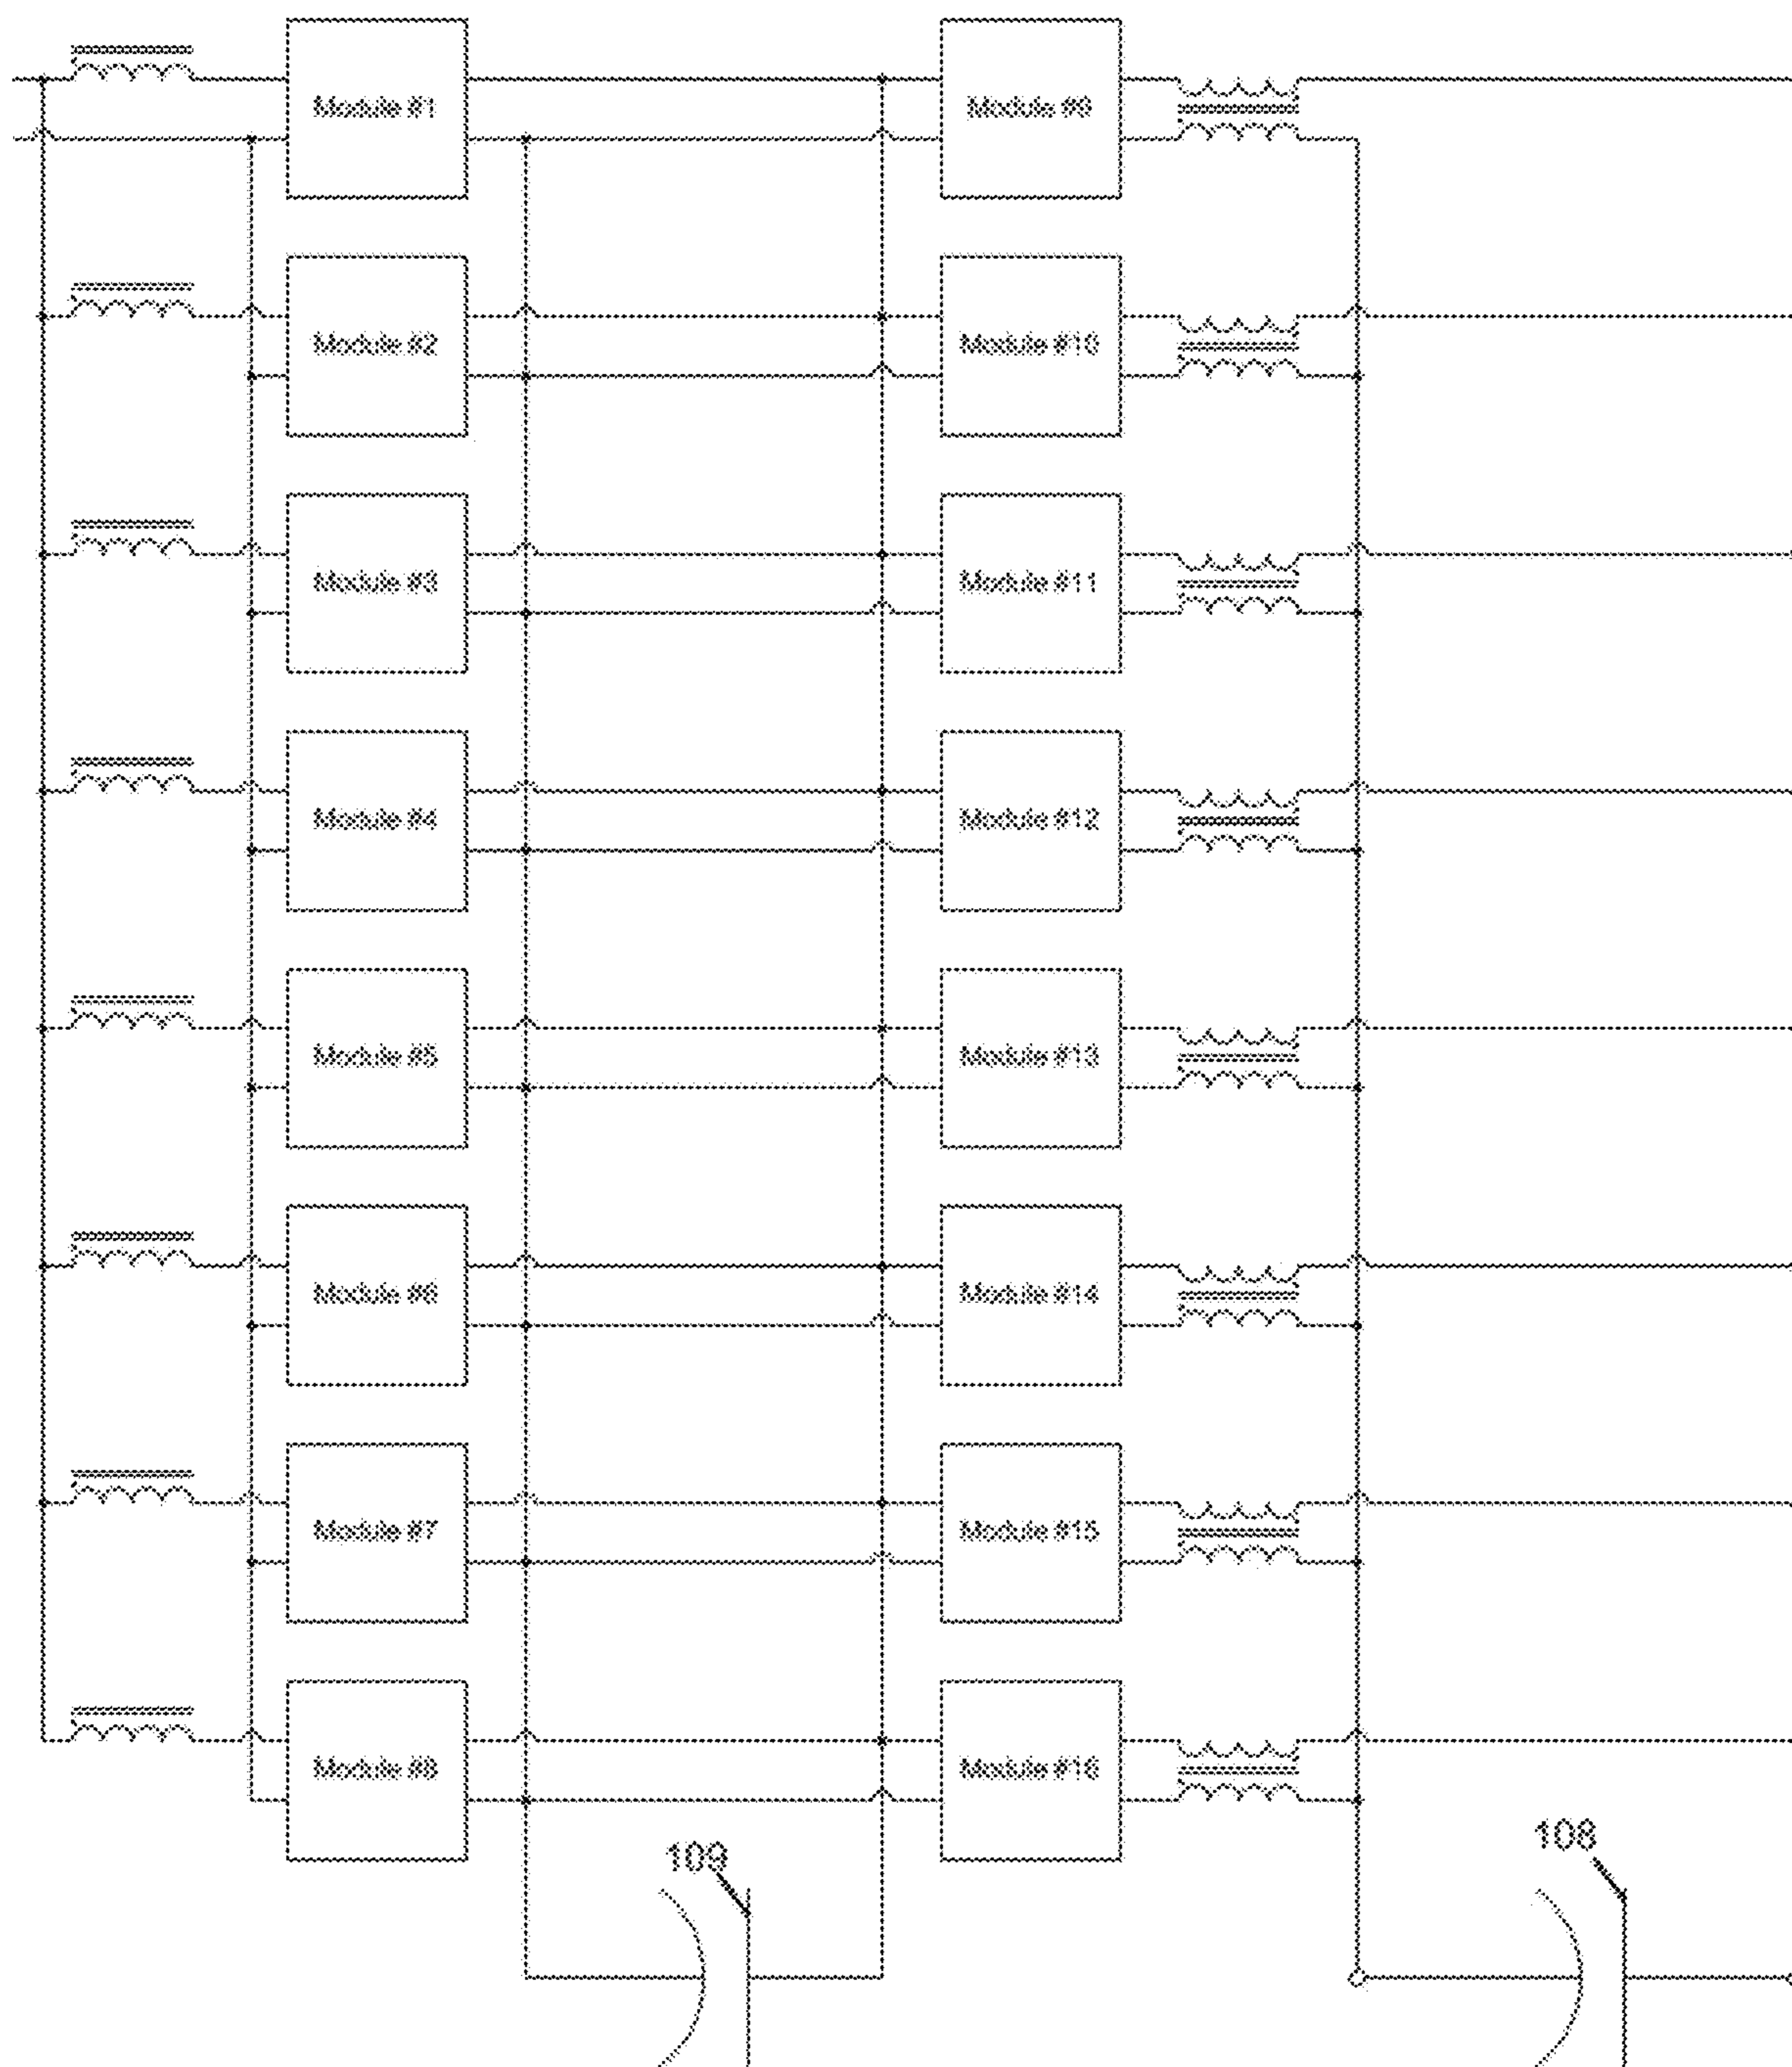 Module #1
Module #9
Module #2
Module #10
Module #3
Module #11
Module #4
Module #12
Module #5
Module #13
Module #6
Module #14
Module #7
Module #15
Module #8
Module #16
109
108